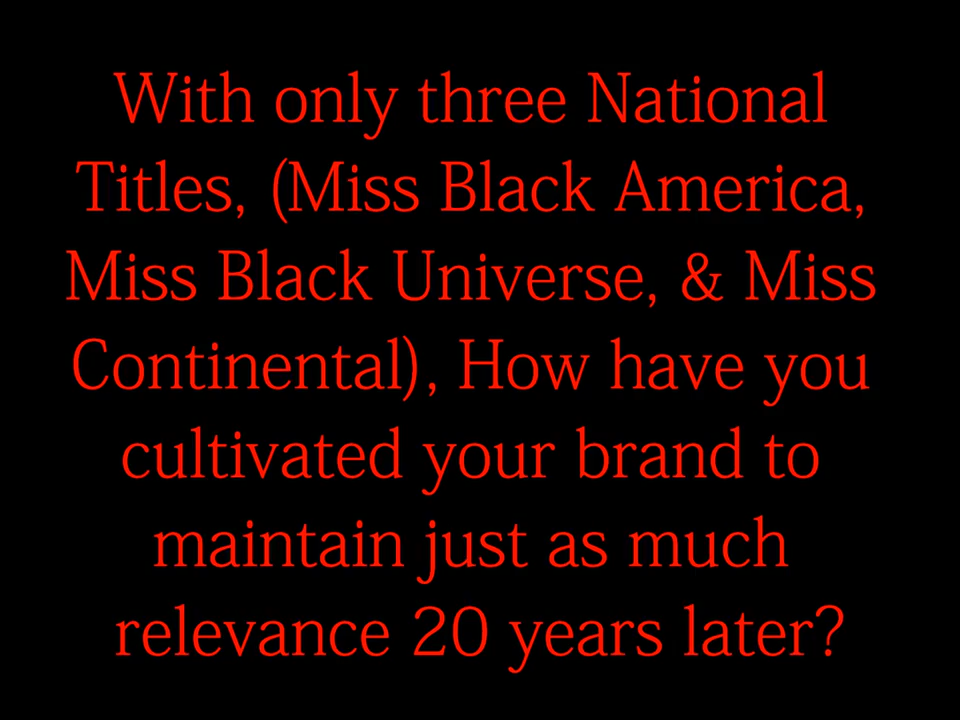 With only three National
Titles, (Miss Black America,
Miss Black Universe, & Miss
Continental), How have you
cultivated your brand to
maintain just as much
relevance 20 years later?